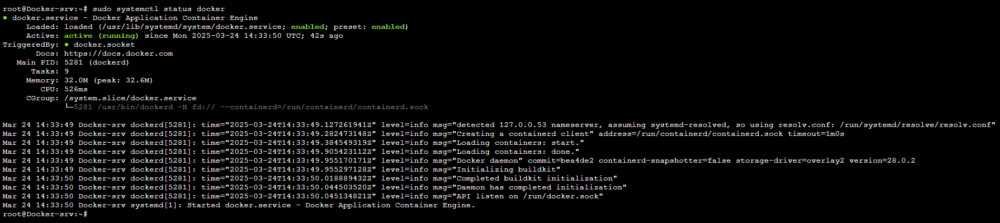 root@Docker-srv:~# sudo systemctl status docker
● docker.service - Docker Application Container Engine
     Loaded: loaded (/usr/lib/systemd/system/docker.service; enabled; preset: enabled)
     Active: active (running) since Mon 2025-03-24 14:33:50 UTC; 42s ago
TriggeredBy: ● docker.socket
       Docs: https://docs.docker.com
   Main PID: 5281 (dockerd)
      Tasks: 9
     Memory: 32.0M (peak: 32.6M)
        CPU: 526ms
     CGroup: /system.slice/docker.service
             └─5281 /usr/bin/dockerd -H fd:// --containerd=/run/containerd/containerd.sock

Mar 24 14:33:49 Docker-srv dockerd[5281]: time="2025-03-24T14:33:49.127261941Z" level=info msg="detected 127.0.0.53 nameserver, assuming systemd-resolved, so using resolv.conf: /run/systemd/resolve/resolv.conf"
Mar 24 14:33:49 Docker-srv dockerd[5281]: time="2025-03-24T14:33:49.282473148Z" level=info msg="Creating a containerd client" address=/run/containerd/containerd.sock timeout=1m0s
Mar 24 14:33:49 Docker-srv dockerd[5281]: time="2025-03-24T14:33:49.384549319Z" level=info msg="Loading containers: start."
Mar 24 14:33:49 Docker-srv dockerd[5281]: time="2025-03-24T14:33:49.905423112Z" level=info msg="Loading containers: done."
Mar 24 14:33:49 Docker-srv dockerd[5281]: time="2025-03-24T14:33:49.955170171Z" level=info msg="Docker daemon" commit=bea4de2 containerd-snapshotter=false storage-driver=overlay2 version=28.0.2
Mar 24 14:33:49 Docker-srv dockerd[5281]: time="2025-03-24T14:33:49.955297128Z" level=info msg="Initializing buildkit"
Mar 24 14:33:50 Docker-srv dockerd[5281]: time="2025-03-24T14:33:50.018889432Z" level=info msg="Completed buildkit initialization"
Mar 24 14:33:50 Docker-srv dockerd[5281]: time="2025-03-24T14:33:50.044503520Z" level=info msg="Daemon has completed initialization"
Mar 24 14:33:50 Docker-srv dockerd[5281]: time="2025-03-24T14:33:50.045134821Z" level=info msg="API listen on /run/docker.sock"
Mar 24 14:33:50 Docker-srv systemd[1]: Started docker.service - Docker Application Container Engine.
root@Docker-srv:~#